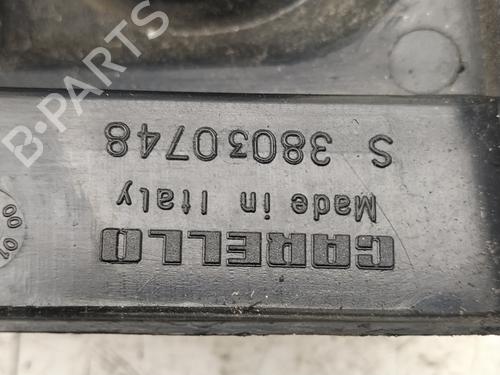 B-PARTS
CARELLO
Made in Italy
S 38030748